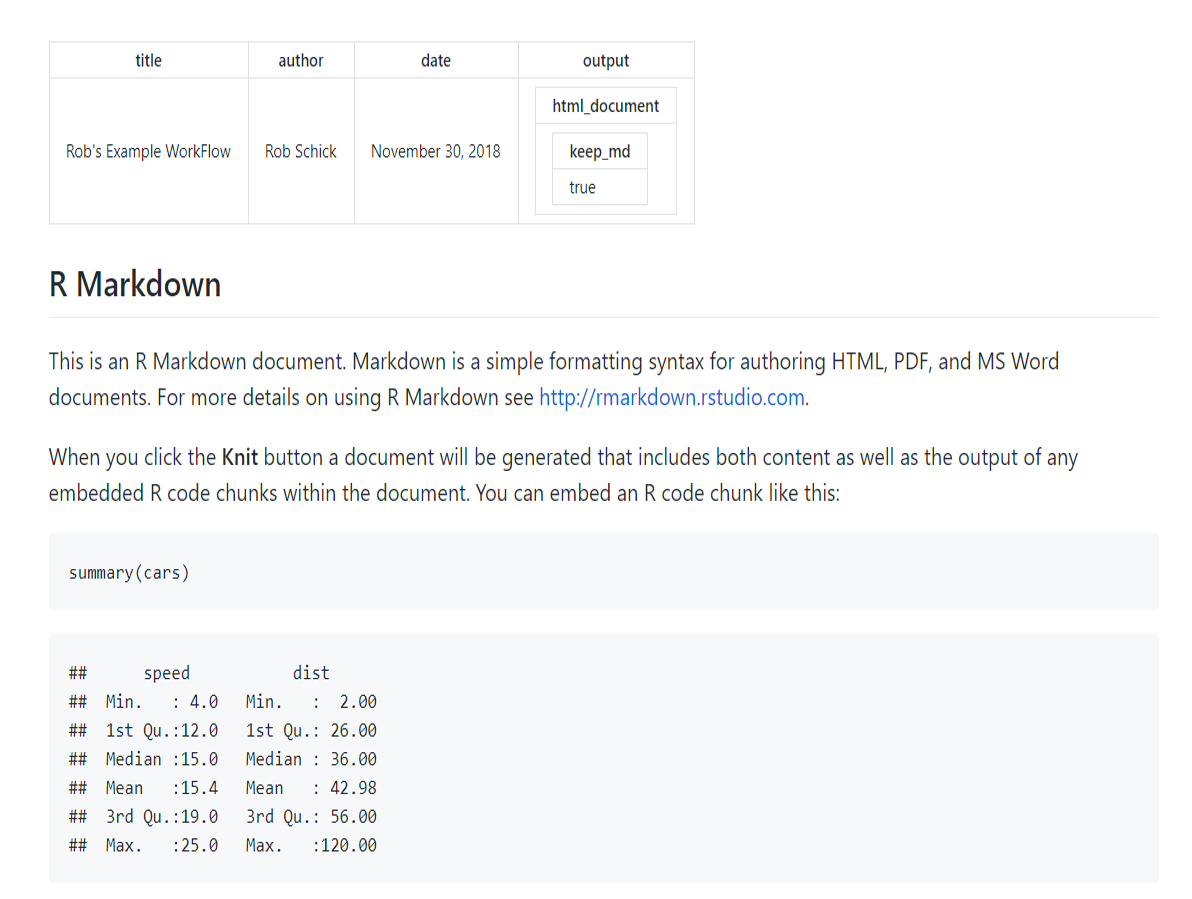 title author date output
html_document
keep_md
Rob's Example WorkFlow Rob Schick November 30, 2018
true
R Markdown
This is an R Markdown document. Markdown is a simple formatting syntax for authoring HTML, PDF, and MS Word
documents. For more details on using R Markdown see http://rmarkdown.rstudio.com.
When you click the Knit button a document will be generated that includes both content as well as the output of any
embedded R code chunks within the document. You can embed an R code chunk like this:
summary(cars)
##      speed           dist
##  Min.   : 4.0   Min.   :  2.00
##  1st Qu.:12.0   1st Qu.: 26.00
##  Median :15.0   Median : 36.00
##  Mean   :15.4   Mean   : 42.98
##  3rd Qu.:19.0   3rd Qu.: 56.00
##  Max.   :25.0   Max.   :120.00